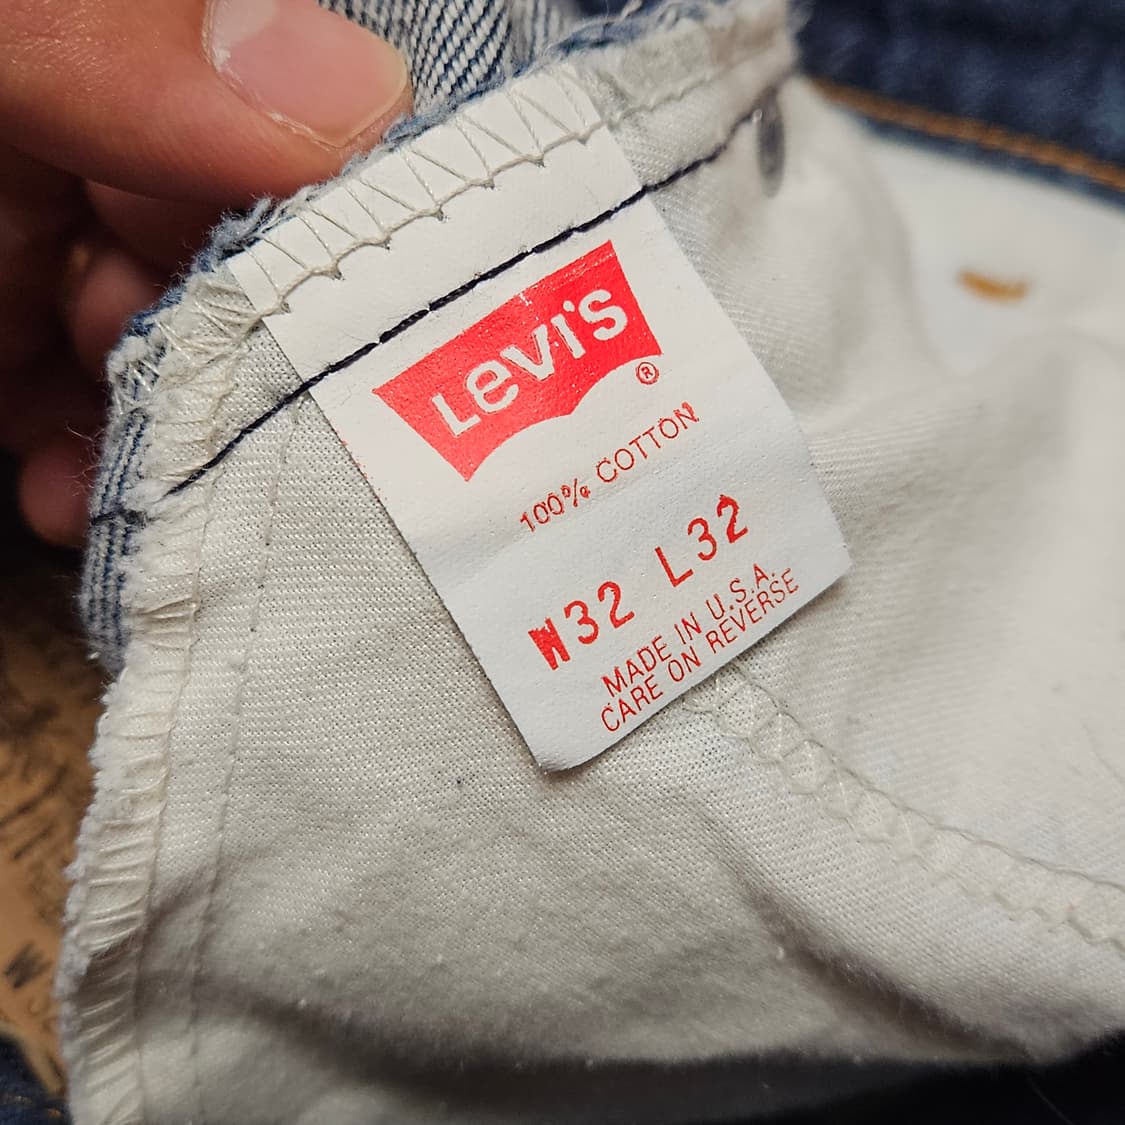 Levi's
®
100% COTTON
W32 L32
MADE IN U.S.A.
CARE ON REVERSE